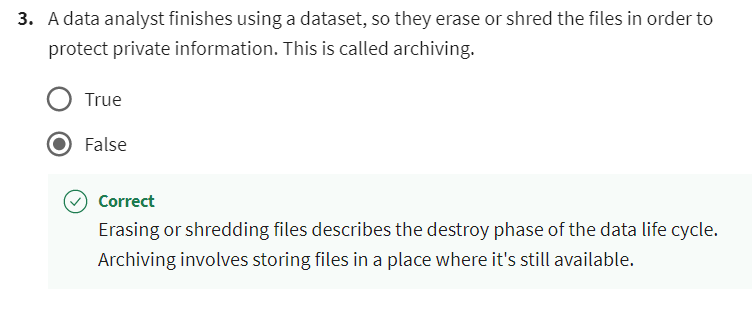 3. A data analyst finishes using a dataset, so they erase or shred the files in order to
protect private information. This is called archiving.
True
False
Correct
Erasing or shredding files describes the destroy phase of the data life cycle.
Archiving involves storing files in a place where it's still available.